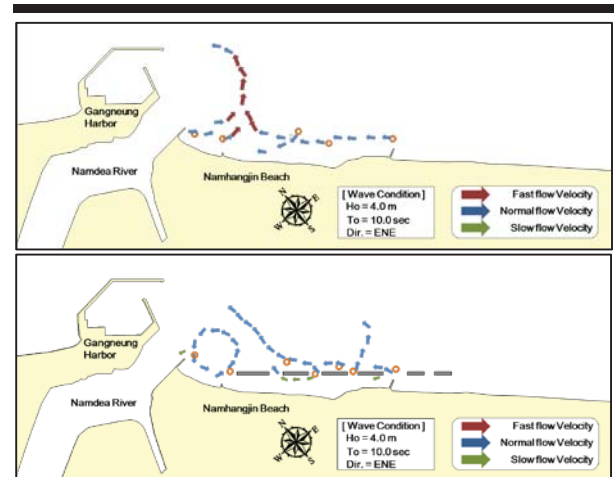 Gangneung
Harbor
Namdea River
Namhangjin Beach
N
E
W
S
[ Wave Condition ]
Ho = 4.0 m
To = 10.0 sec
Dir. = ENE
Fast flow Velocity
Normal flow Velocity
Slow flow Velocity
Gangneung
Harbor
Namdea River
Namhangjin Beach
N
E
W
S
[ Wave Condition ]
Ho = 4.0 m
To = 10.0 sec
Dir. = ENE
Fast flow Velocity
Normal flow Velocity
Slow flow Velocity